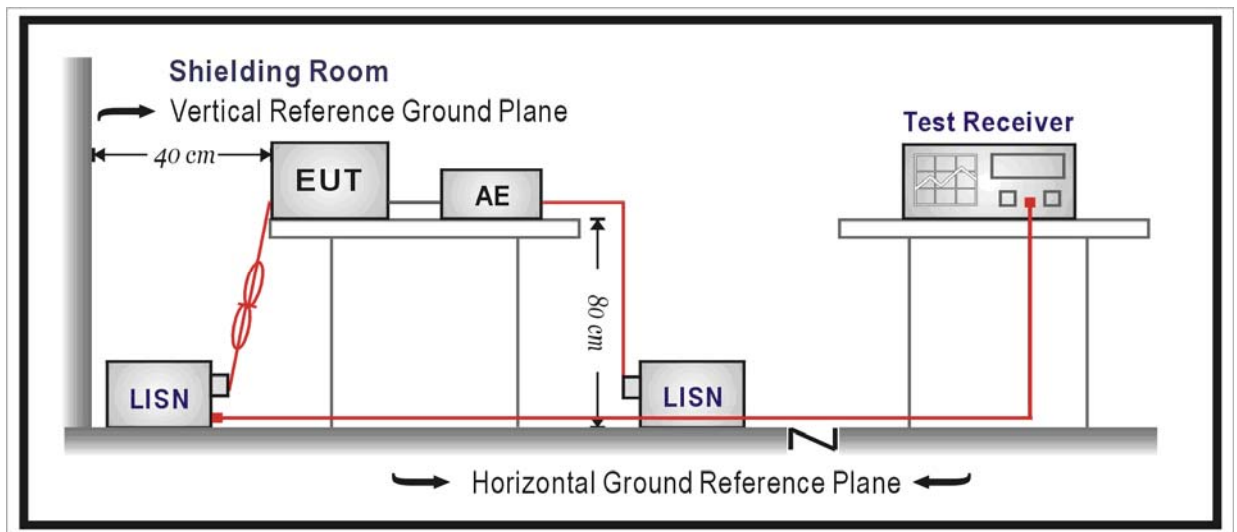 Shielding Room
Vertical Reference Ground Plane
Test Receiver
40 cm
EUT
AE
80 cm
LISN
LISN
Horizontal Ground Reference Plane